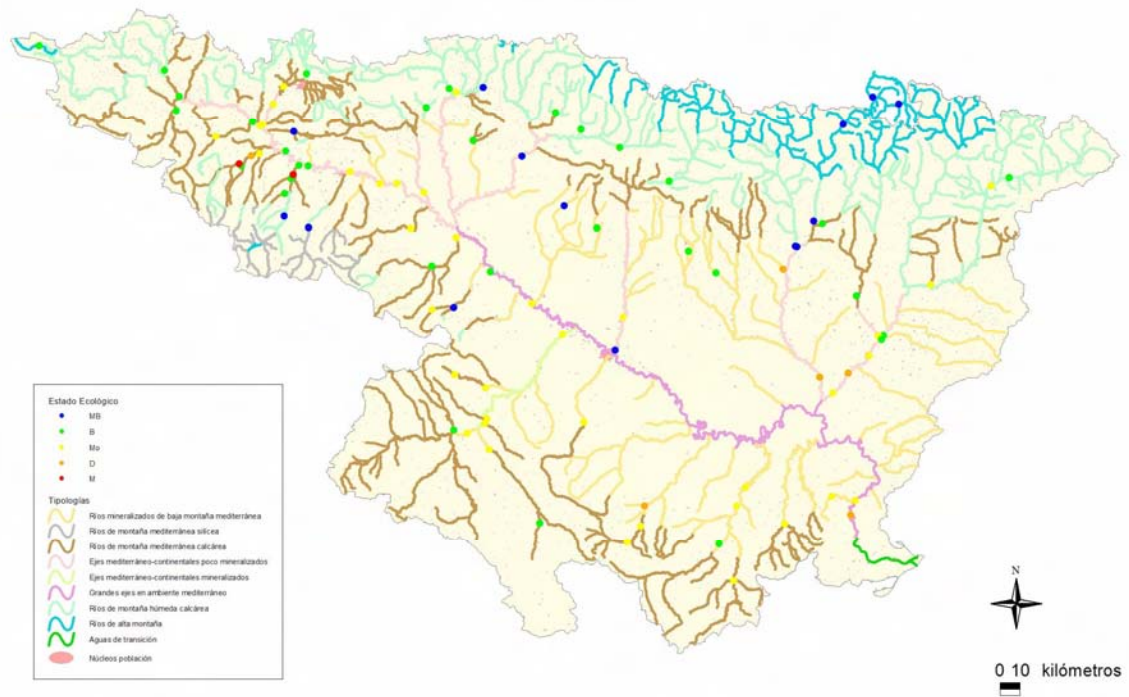 Estado Ecológico
MB
B
Mo
D
M
Tipologías
Ríos mineralizados de baja montaña mediterránea
Ríos de montaña mediterránea silícea
Ríos de montaña mediterránea calcárea
Ejes mediterráneo-continentales poco mineralizados
Ejes mediterráneo-continentales mineralizados
Grandes ejes en ambiente mediterráneo
Ríos de montaña húmeda calcárea
Ríos de alta montaña
Aguas de transición
Núcleos población
N
0 10 kilómetros